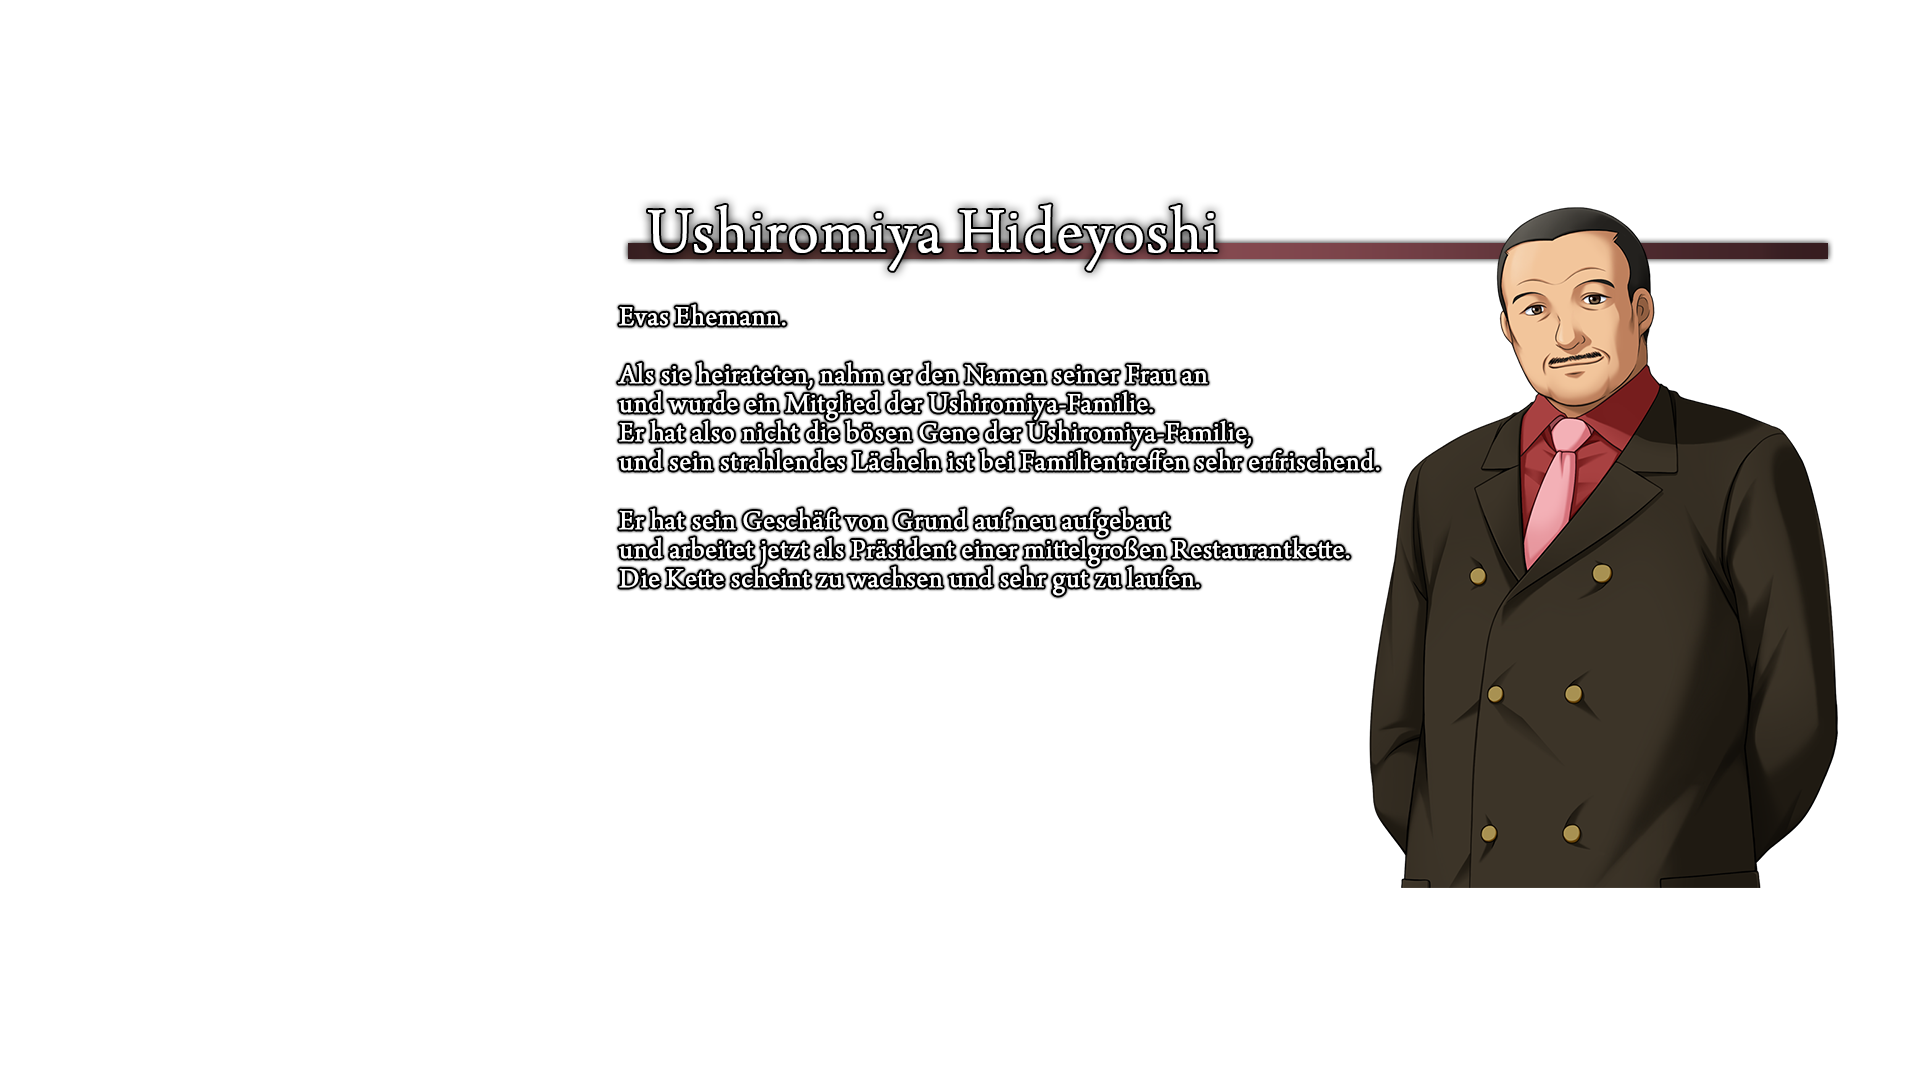 Ushiromiya Hideyoshi
Evas Ehemann.
Als sie heirateten, nahm er den Namen seiner Frau an
und wurde ein Mitglied der Ushiromiya-Familie.
Er hat also nicht die bösen Gene der Ushiromiya-Familie,
und sein strahlendes Lächeln ist bei Familientreffen sehr erfrischend.
Er hat sein Geschäft von Grund auf neu aufgebaut
und arbeitet jetzt als Präsident einer mittelgroßen Restaurantkette.
Die Kette scheint zu wachsen und sehr gut zu laufen.